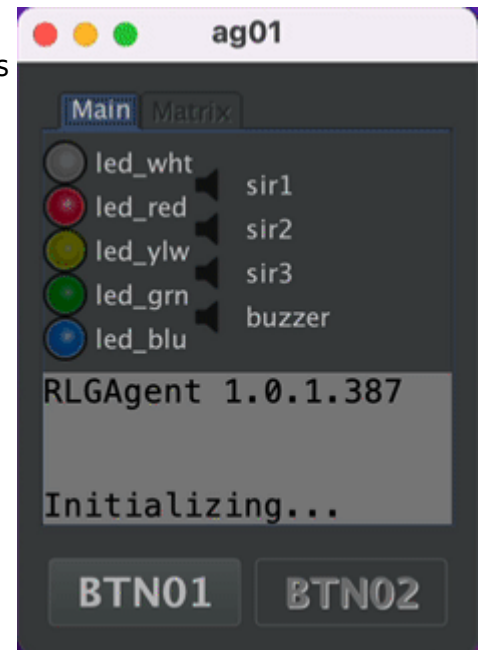 ag01
s
Main Matrix
led_wht
sir1
led_red
sir2
led_ylw
sir3
led_grn
buzzer
led_blu
RLGAgent 1.0.1.387
Initializing...
BTN01 BTN02